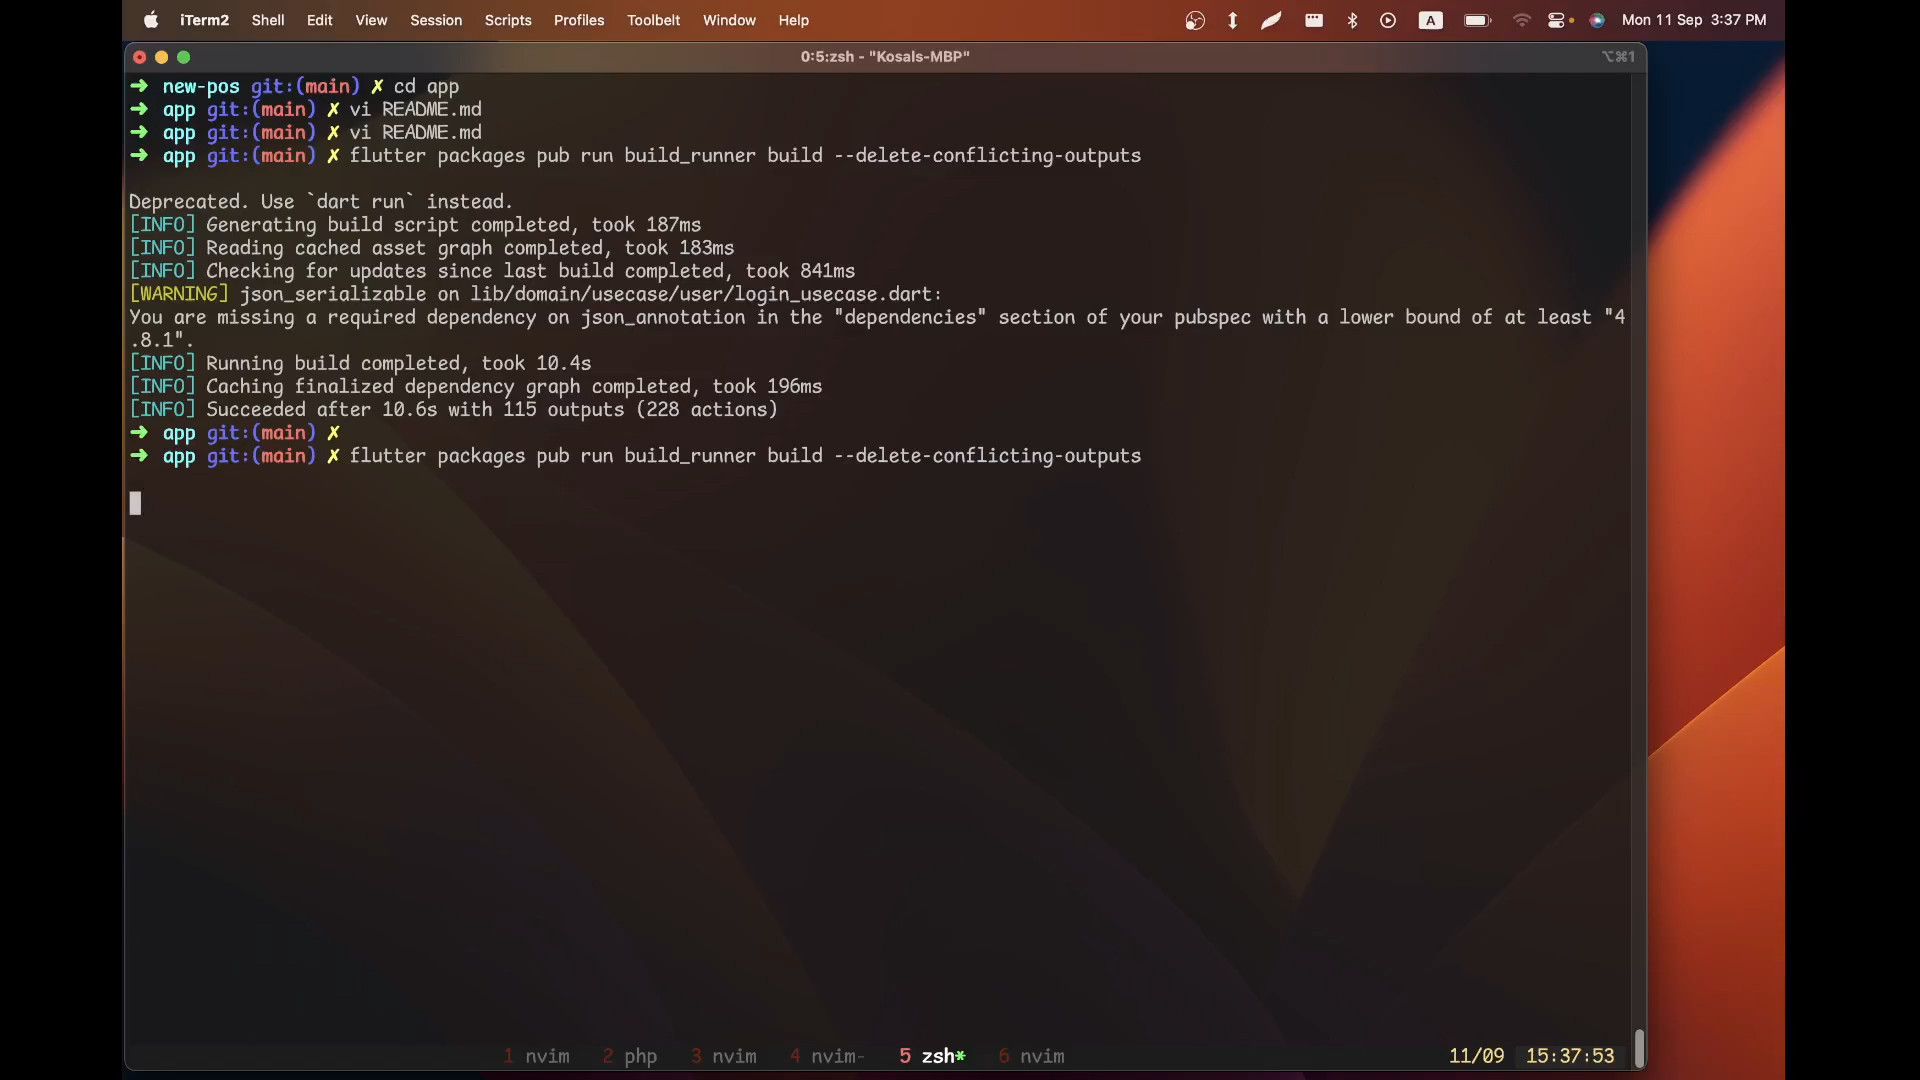 iTerm2 Shell Edit View Session Scripts Profiles Toolbelt Window Help A Mon 11 Sep 3:37 PM
0:5:zsh - "Kosals-MBP" ⌥⌘1
➜ new-pos git:(main) ✗ cd app
➜ app git:(main) ✗ vi README.md
➜ app git:(main) ✗ vi README.md
➜ app git:(main) ✗ flutter packages pub run build_runner build --delete-conflicting-outputs
Deprecated. Use `dart run` instead.
[INFO] Generating build script completed, took 187ms
[INFO] Reading cached asset graph completed, took 183ms
[INFO] Checking for updates since last build completed, took 841ms
[WARNING] json_serializable on lib/domain/usecase/user/login_usecase.dart:
You are missing a required dependency on json_annotation in the "dependencies" section of your pubspec with a lower bound of at least "4
.8.1".
[INFO] Running build completed, took 10.4s
[INFO] Caching finalized dependency graph completed, took 196ms
[INFO] Succeeded after 10.6s with 115 outputs (228 actions)
➜ app git:(main) ✗
➜ app git:(main) ✗ flutter packages pub run build_runner build --delete-conflicting-outputs
1 nvim 2 php 3 nvim 4 nvim- 5 zsh* 6 nvim 11/09 15:37:53